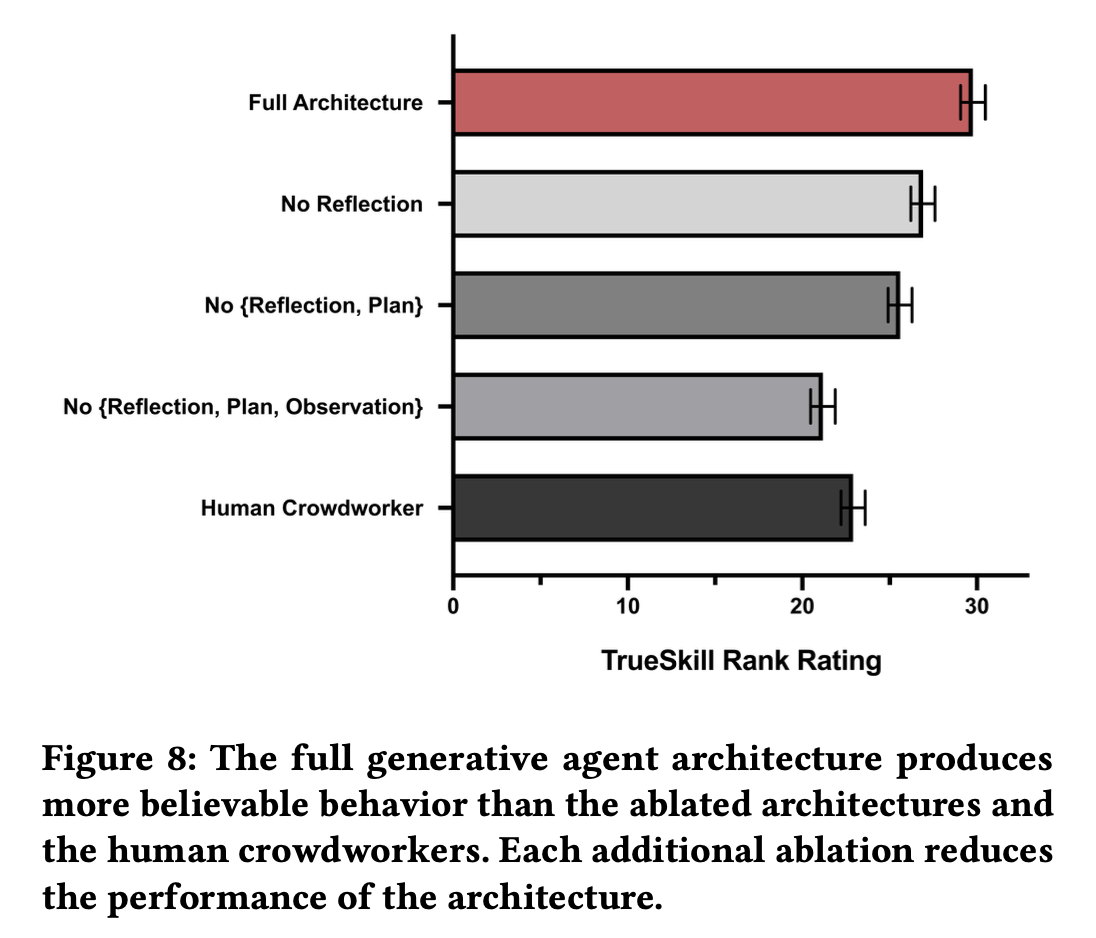 Full Architecture
No Reflection
No {Reflection, Plan}
No {Reflection, Plan, Observation}
Human Crowdworker
0 10 20 30
TrueSkill Rank Rating
Figure 8: The full generative agent architecture produces
more believable behavior than the ablated architectures and
the human crowdworkers. Each additional ablation reduces
the performance of the architecture.